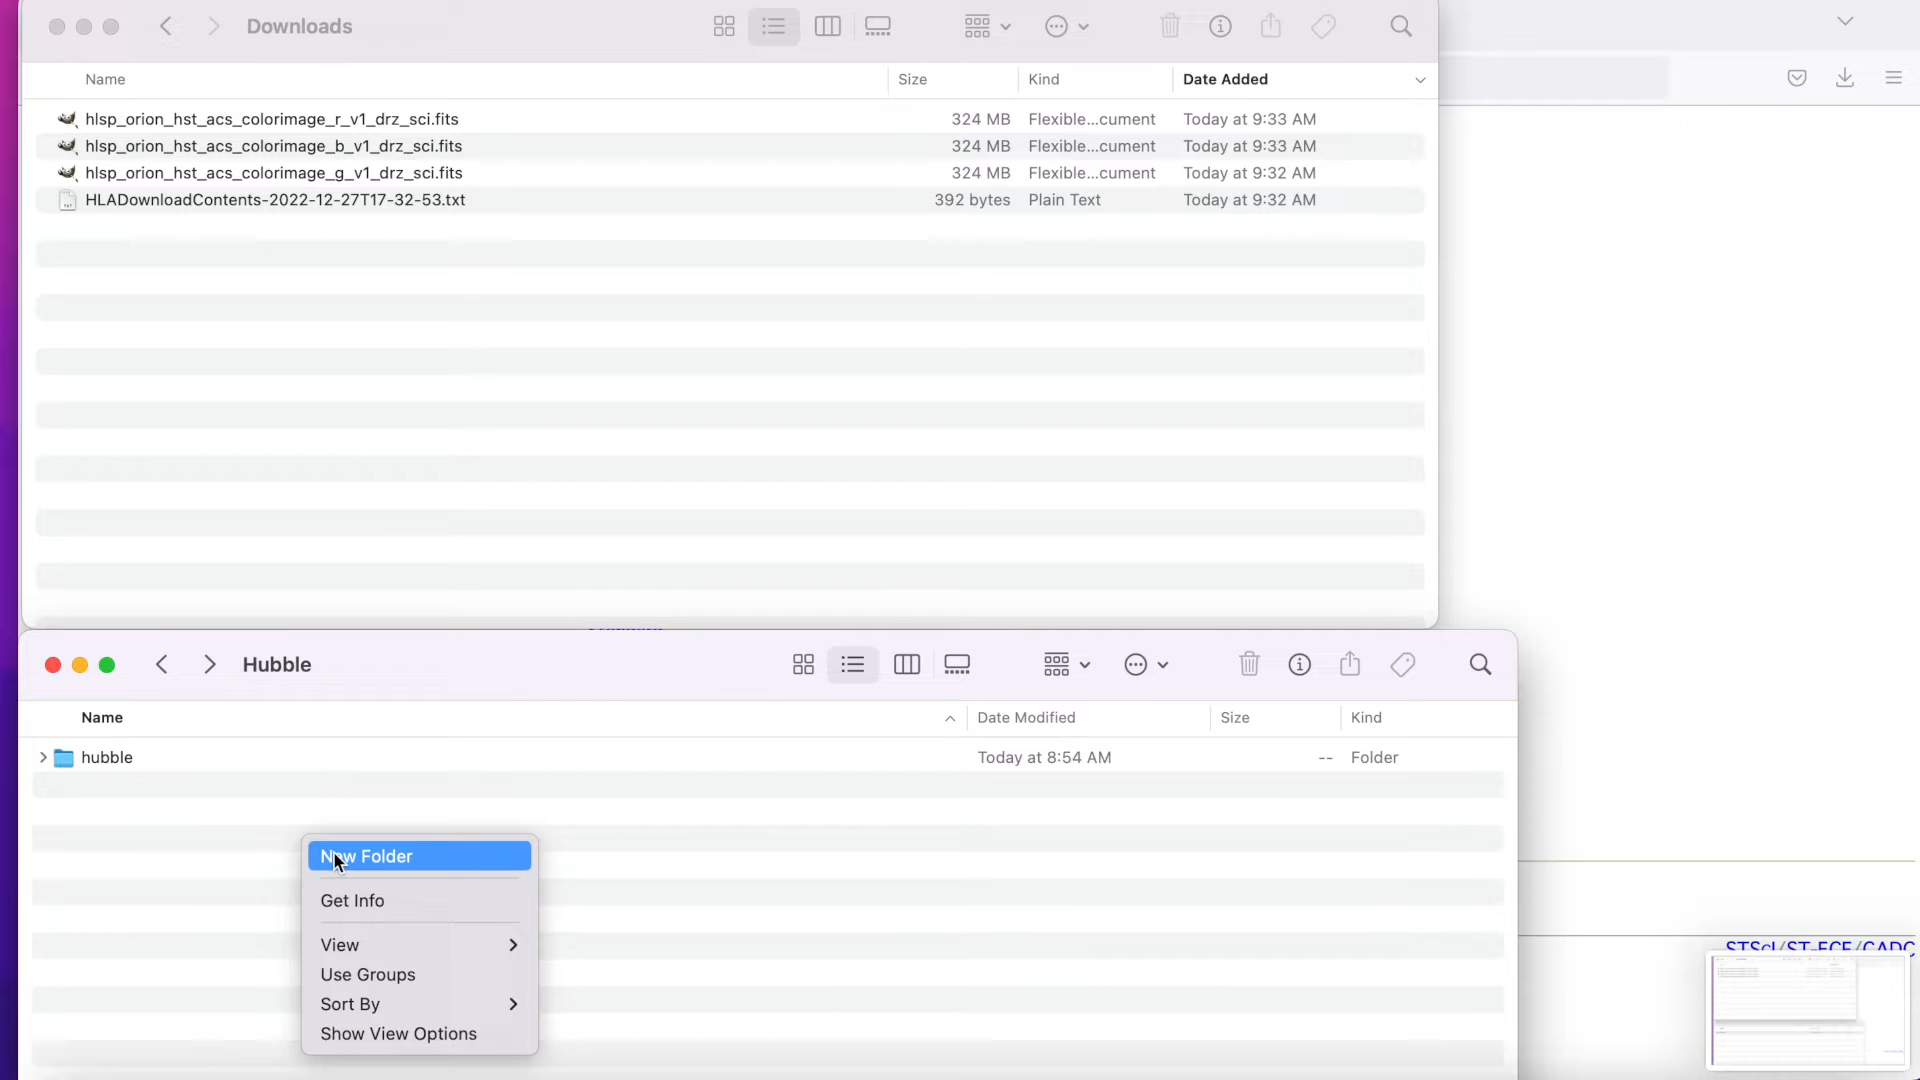 Downloads
Name Size Kind Date Added
hlsp_orion_hst_acs_colorimage_r_v1_drz_sci.fits 324 MB Flexible...cument Today at 9:33 AM
hlsp_orion_hst_acs_colorimage_b_v1_drz_sci.fits 324 MB Flexible...cument Today at 9:33 AM
hlsp_orion_hst_acs_colorimage_g_v1_drz_sci.fits 324 MB Flexible...cument Today at 9:32 AM
HLADownloadContents-2022-12-27T17-32-53.txt 392 bytes Plain Text Today at 9:32 AM
Hubble
Name Date Modified Size Kind
hubble Today at 8:54 AM -- Folder
New Folder
Get Info
View
Use Groups
Sort By
Show View Options
STScI/ST-ECF/CADC